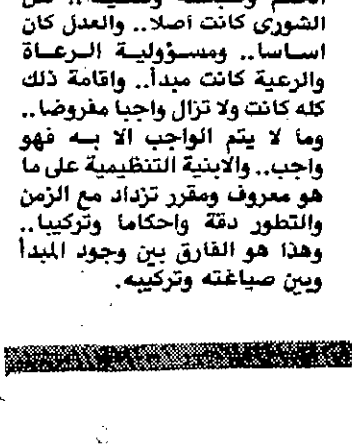 الشورى كانت أصلا.. والعدل كان
اساسا.. ومسؤولية الرعاة
والرعية كانت مبدأ.. واقامة ذلك
كله كانت ولا تزال واجبا مفروضا..
وما لا يتم الواجب الا به فهو
واجب.. والابنية التنظيمية على ما
هو معروف ومقرر تزداد مع الزمن
والتطور دقة واحكاما وتركيبا..
وهذا هو الفارق بين وجود المبدأ
وبين صياغته وتركيبه.